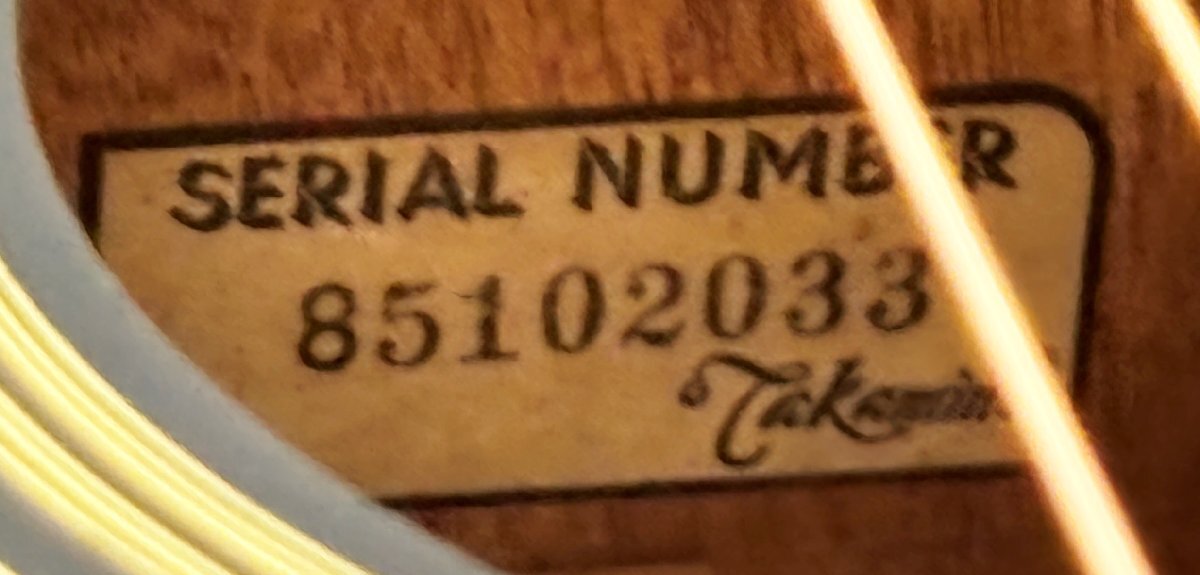 SERIAL NUMBER
85102033
Takamine